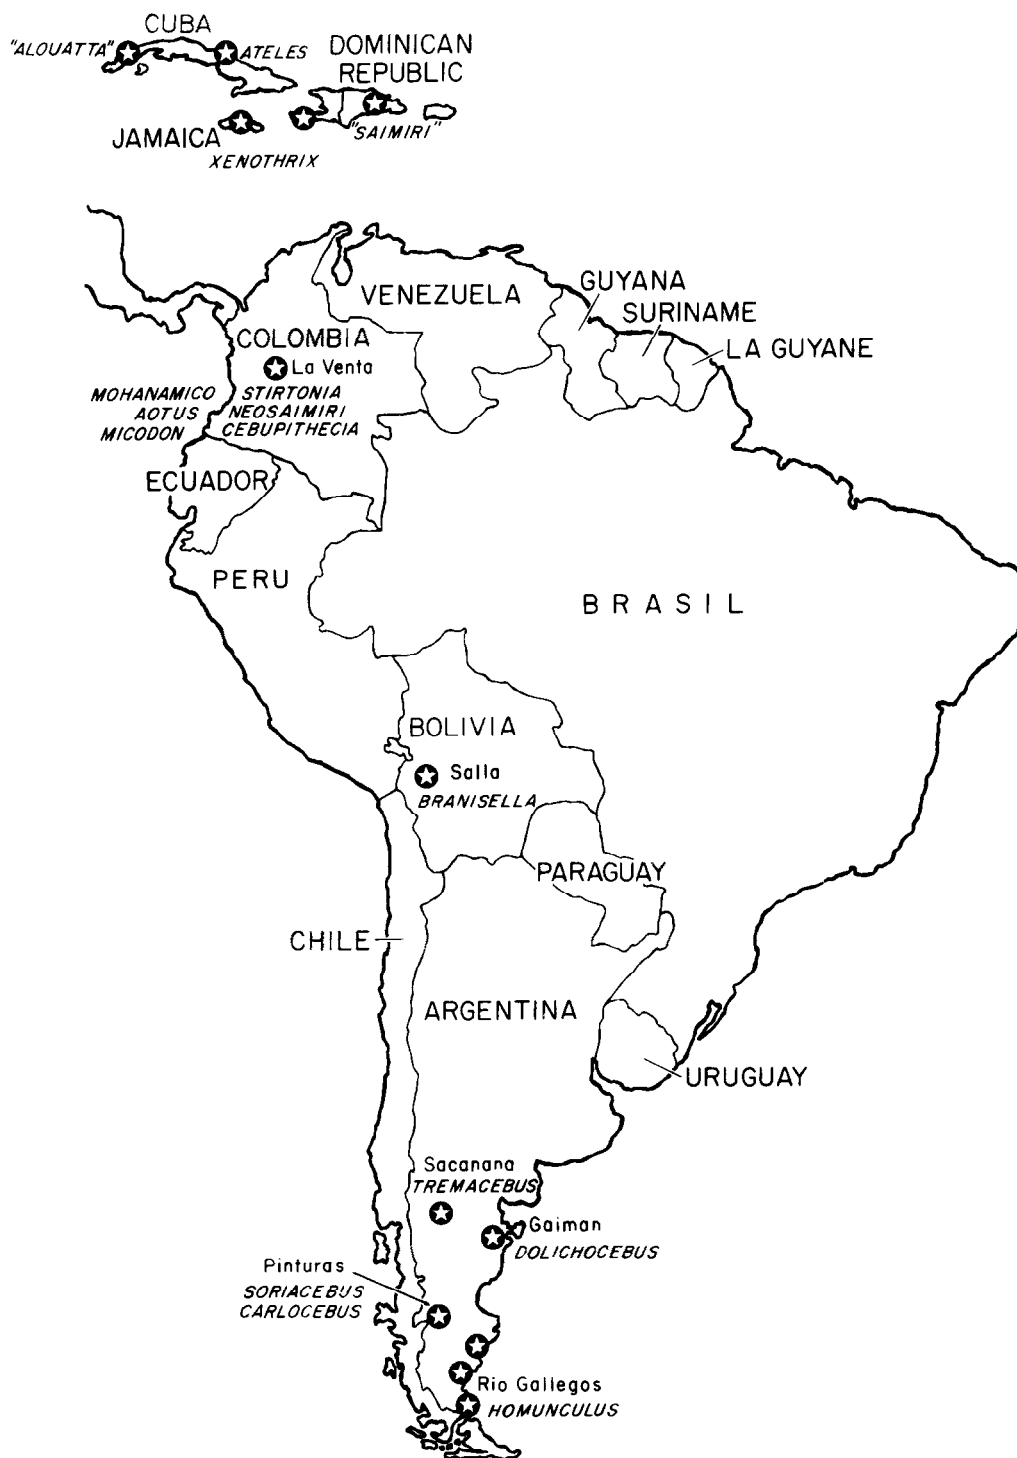 CUBA
"ALOUATTA"
ATELES
DOMINICAN
REPUBLIC
"SAIMIRI"
JAMAICA
XENOTHRIX
VENEZUELA
GUYANA
SURINAME
LA GUYANE
COLOMBIA
La Venta
MOHANAMICO STIRTONIA
AOTUS NEOSAIMIRI
MICODON CEBUPITHECIA
ECUADOR
PERU
BRASIL
BOLIVIA
Salla
BRANISELLA
PARAGUAY
CHILE
ARGENTINA
URUGUAY
Sacanana
TREMACEBUS
Gaiman
DOLICHOCEBUS
Pinturas
SORIACEBUS
CARLOCEBUS
Rio Gallegos
HOMUNCULUS